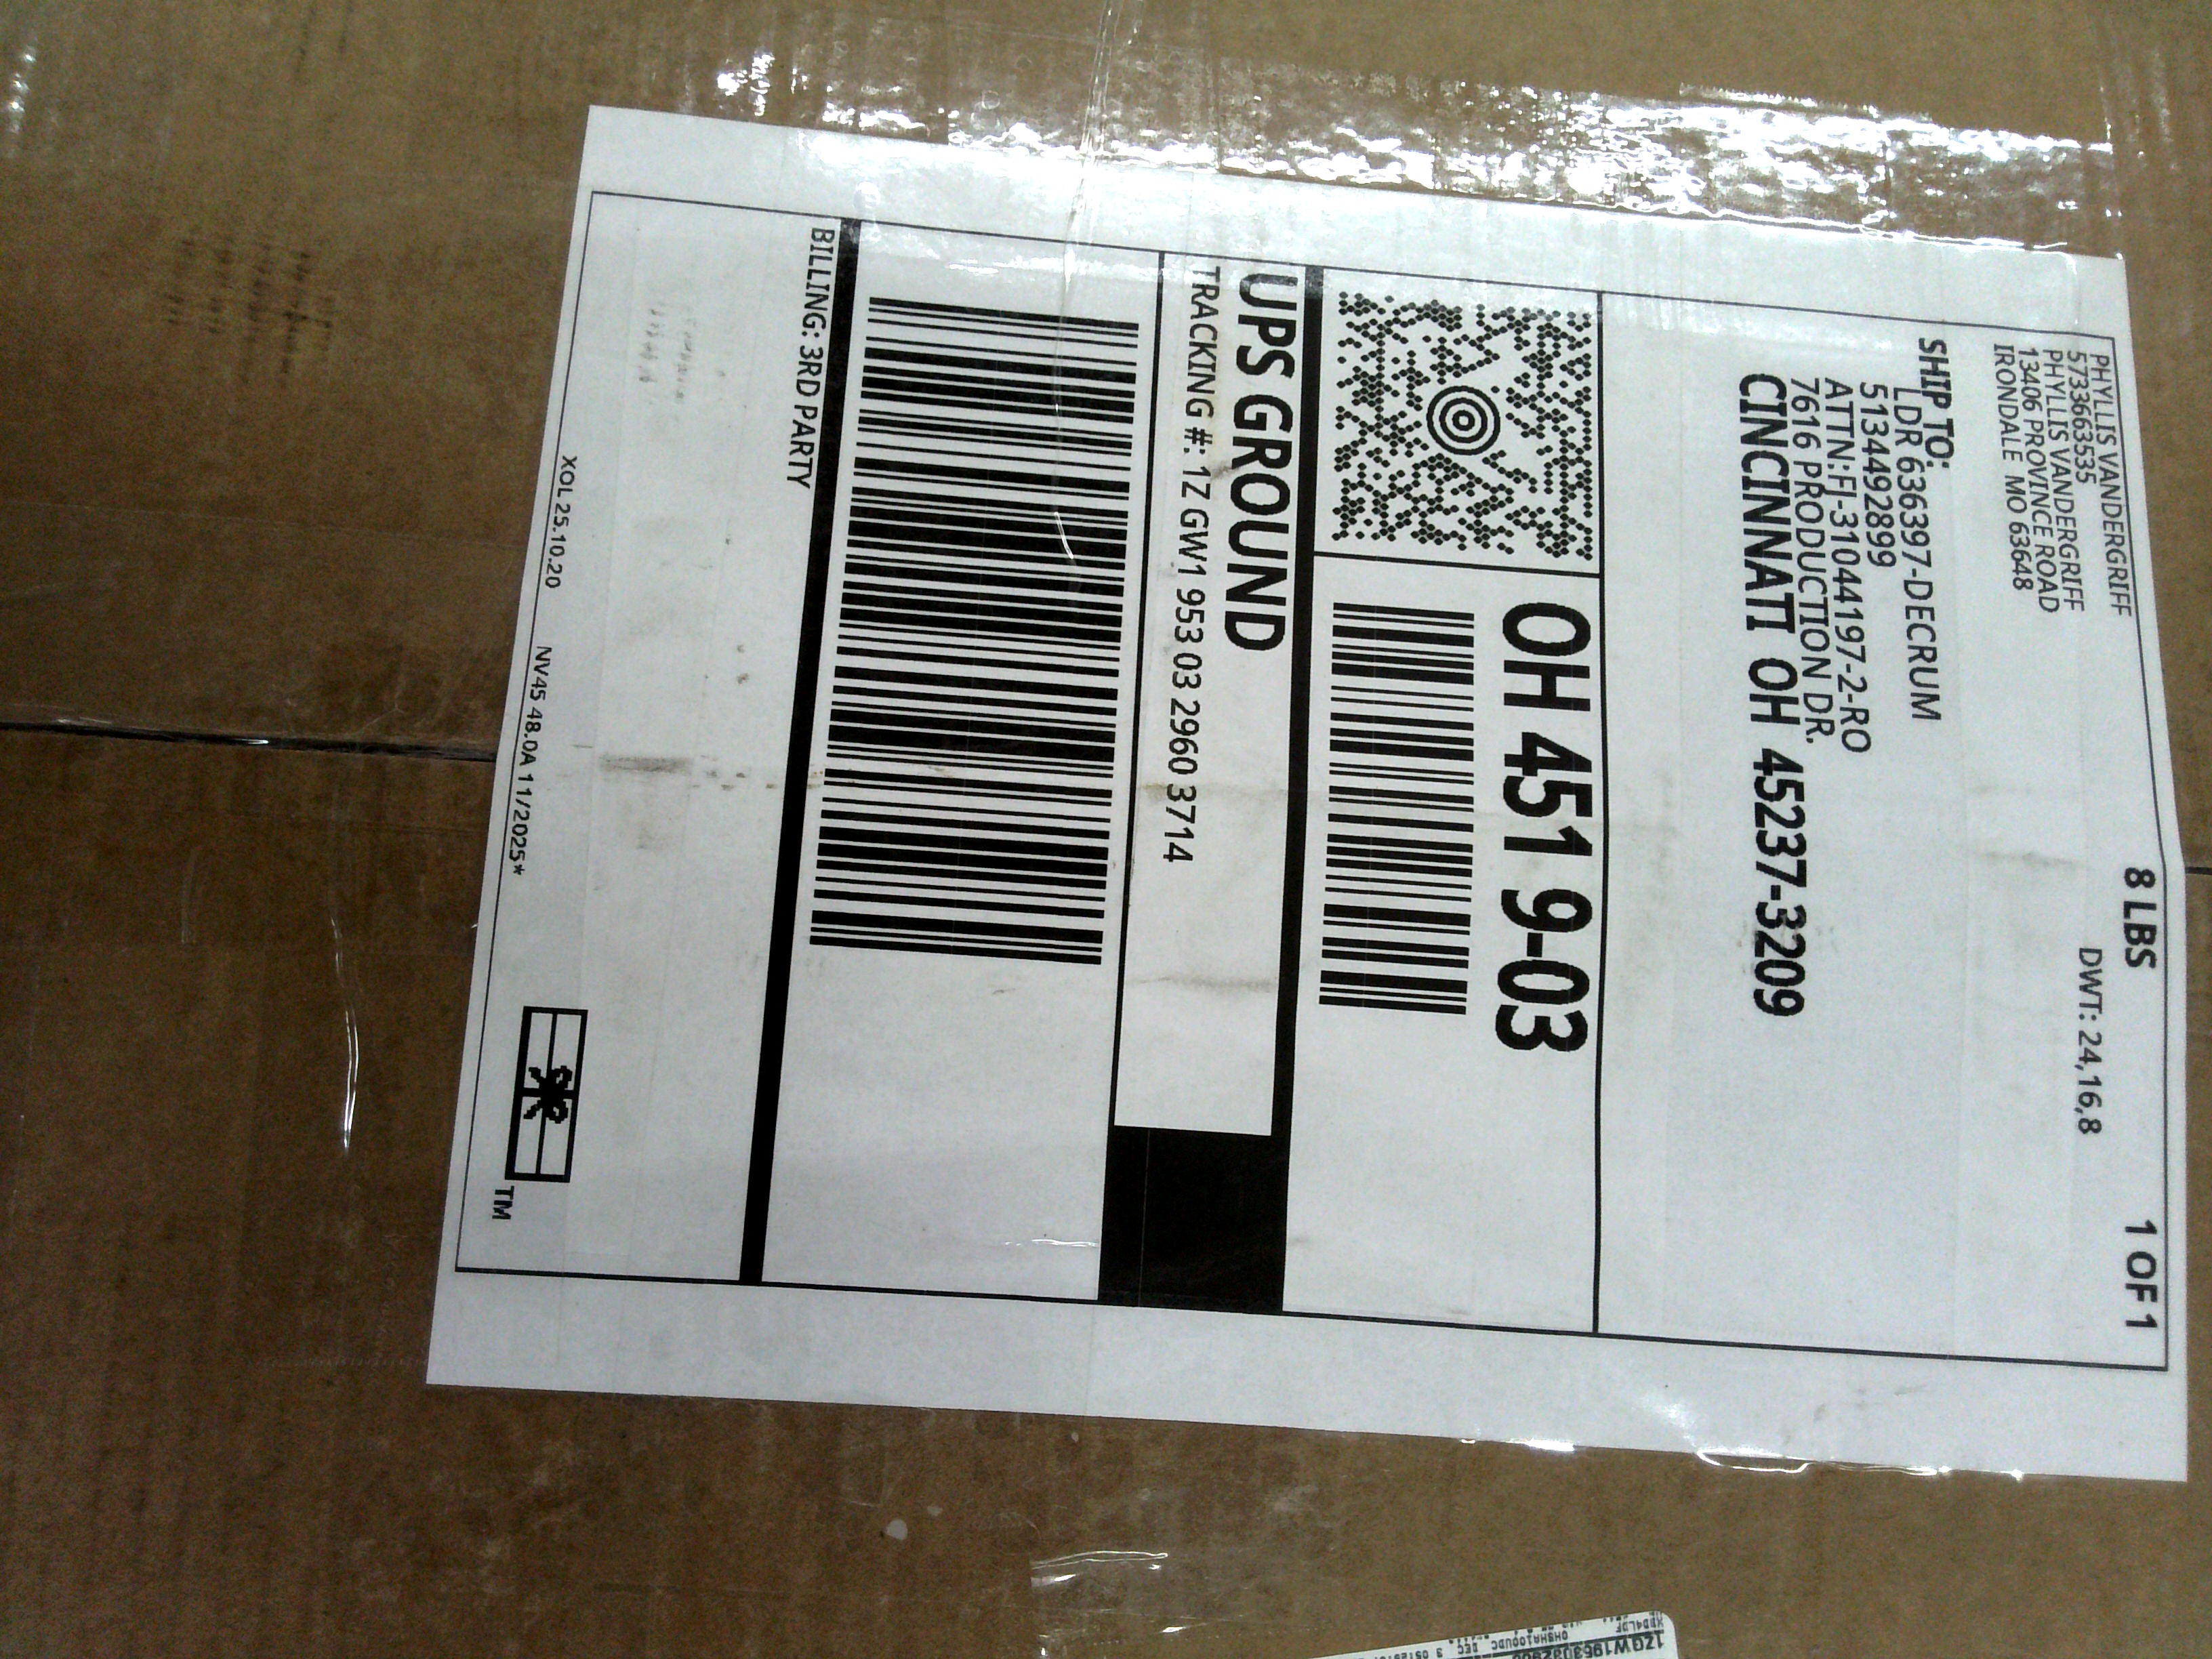 PHYLLIS VANDERGRIFF
5733663535
PHYLLIS VANDERGRIFF
13406 PROVINCE ROAD
IRONDALE MO 63648
8 LBS
1 OF 1
DWT: 24,16,8
SHIP TO:
LDR 636397-DECRUM
5134492899
ATTN:FJ-31044197-2-RO
7616 PRODUCTION DR.
CINCINNATI OH 45237-3209
OH 451 9-03
UPS GROUND
TRACKING #: 1Z GW1 953 03 2960 3714
BILLING: 3RD PARTY
XOL 25.10.20
NV45 48.0A 11/2025*
TM